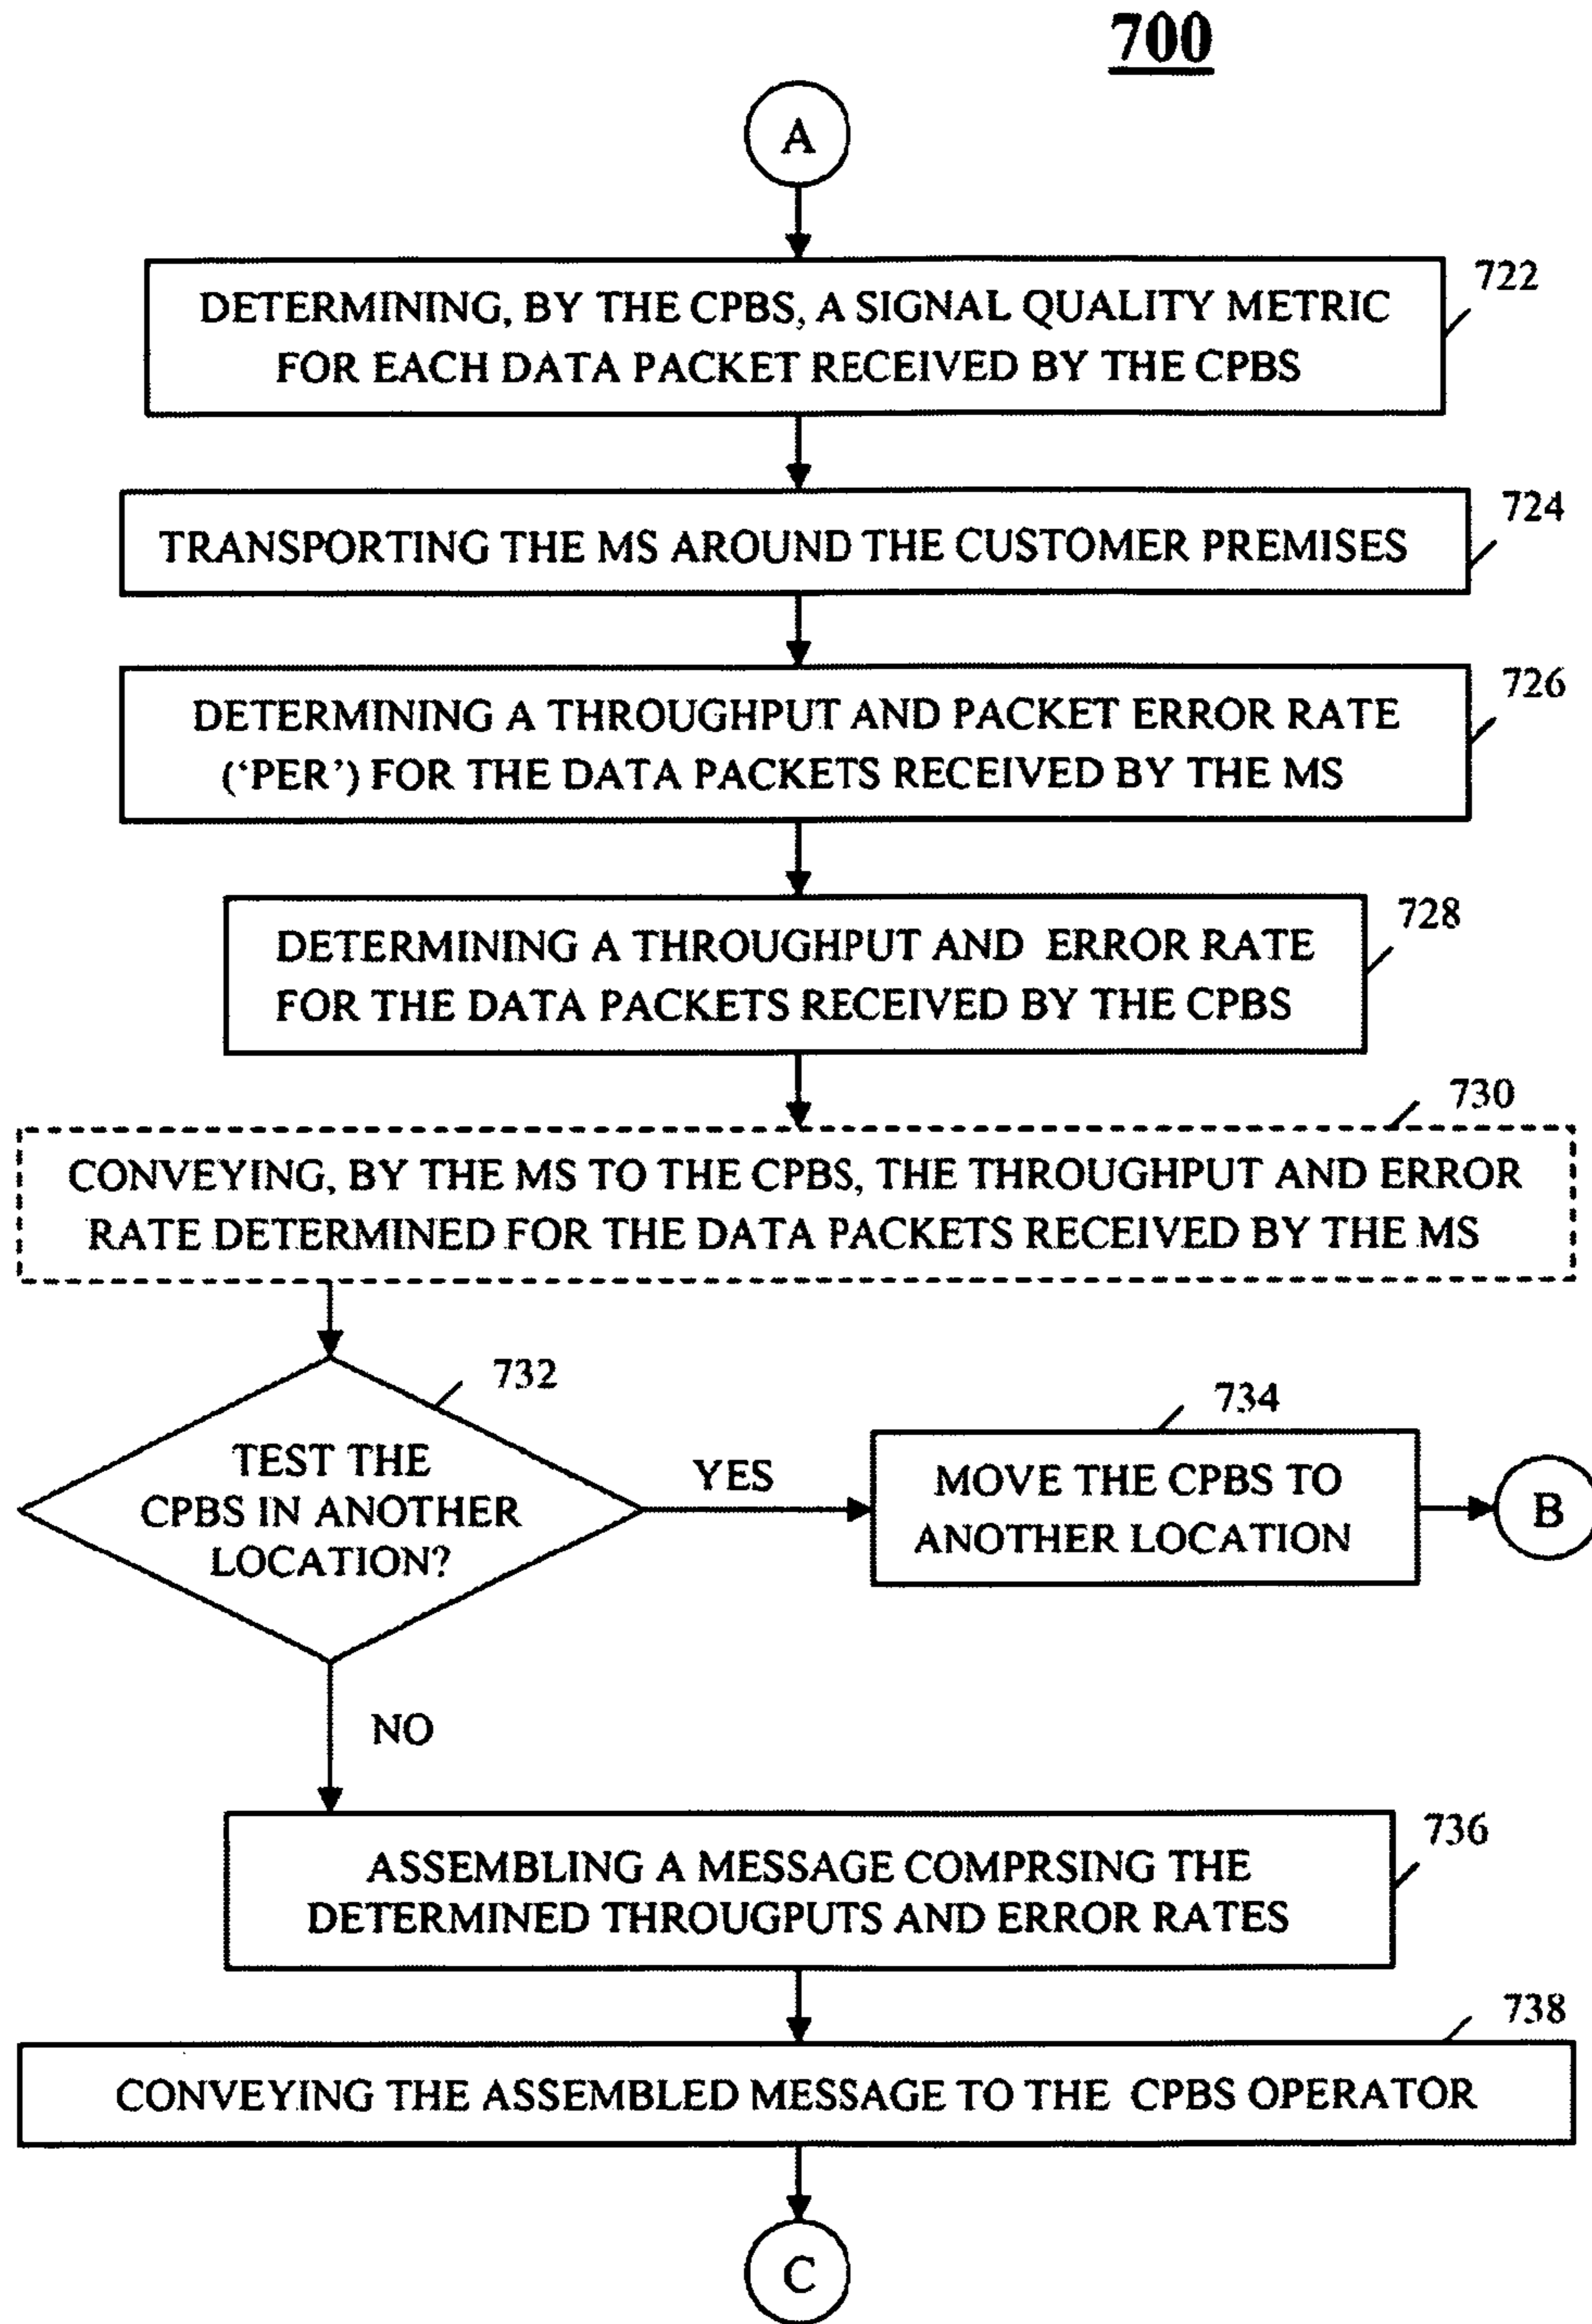 700
A
722
DETERMINING, BY THE CPBS, A SIGNAL QUALITY METRIC
FOR EACH DATA PACKET RECEIVED BY THE CPBS
724
TRANSPORTING THE MS AROUND THE CUSTOMER PREMISES
726
DETERMINING A THROUGHPUT AND PACKET ERROR RATE
('PER') FOR THE DATA PACKETS RECEIVED BY THE MS
728
DETERMINING A THROUGHPUT AND ERROR RATE
FOR THE DATA PACKETS RECEIVED BY THE CPBS
730
CONVEYING, BY THE MS TO THE CPBS, THE THROUGHPUT AND ERROR
RATE DETERMINED FOR THE DATA PACKETS RECEIVED BY THE MS
732
TEST THE
CPBS IN ANOTHER
LOCATION?
YES
734
MOVE THE CPBS TO
ANOTHER LOCATION
B
NO
736
ASSEMBLING A MESSAGE COMPRSING THE
DETERMINED THROUGPUTS AND ERROR RATES
738
CONVEYING THE ASSEMBLED MESSAGE TO THE CPBS OPERATOR
C